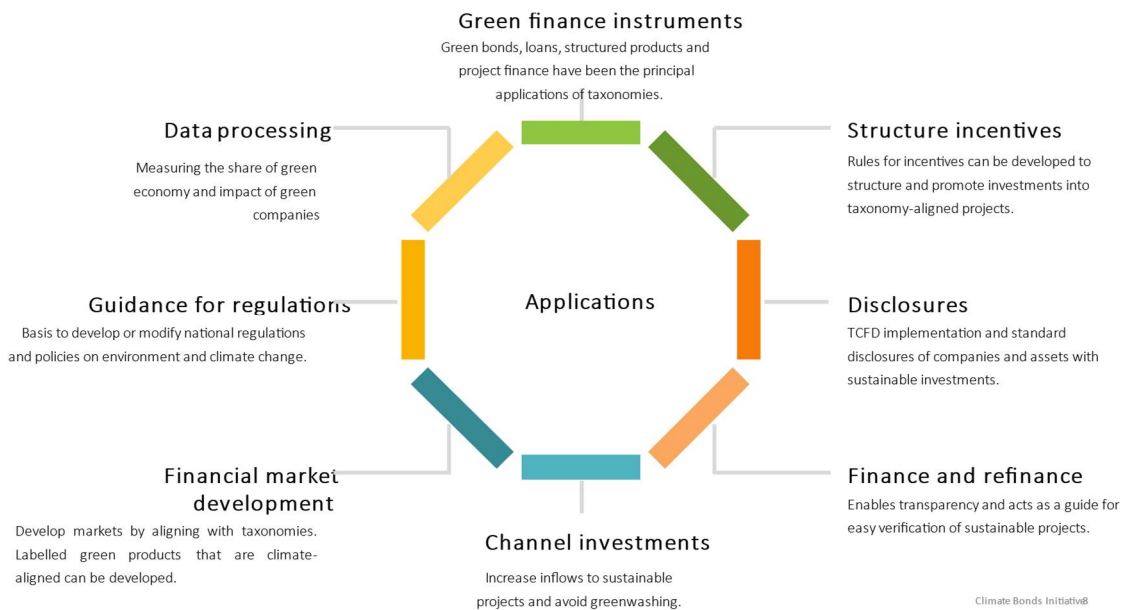 Green finance instruments
Green bonds, loans, structured products and
project finance have been the principal
applications of taxonomies.
Structure incentives
Rules for incentives can be developed to
structure and promote investments into
taxonomy-aligned projects.
Disclosures
TCFD implementation and standard
disclosures of companies and assets with
sustainable investments.
Finance and refinance
Enables transparency and acts as a guide for
easy verification of sustainable projects.
Channel investments
Increase inflows to sustainable
projects and avoid greenwashing.
Financial market
development
Develop markets by aligning with taxonomies.
Labelled green products that are climate-
aligned can be developed.
Guidance for regulations
Basis to develop or modify national regulations
and policies on environment and climate change.
Data processing
Measuring the share of green
economy and impact of green
companies
Applications
Climate Bonds Initiative8